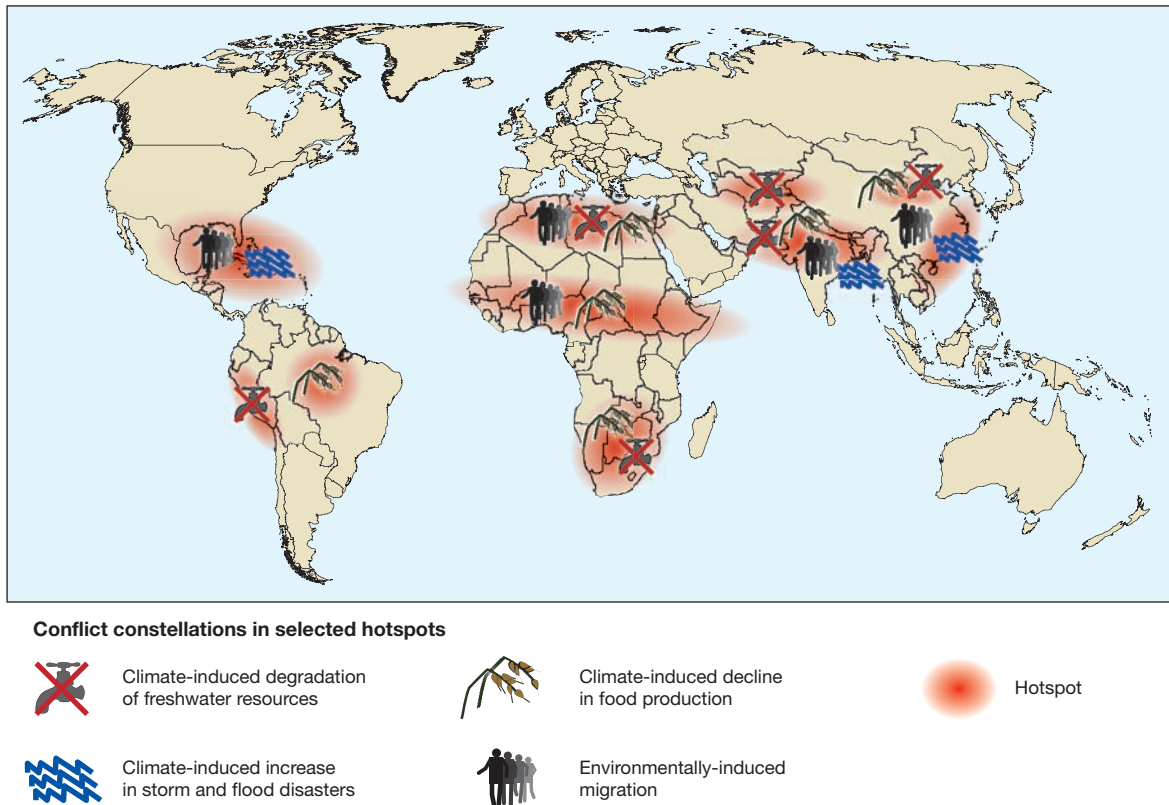 Conflict constellations in selected hotspots
Climate-induced degradation
of freshwater resources
Climate-induced decline
in food production
Hotspot
Climate-induced increase
in storm and flood disasters
Environmentally-induced
migration